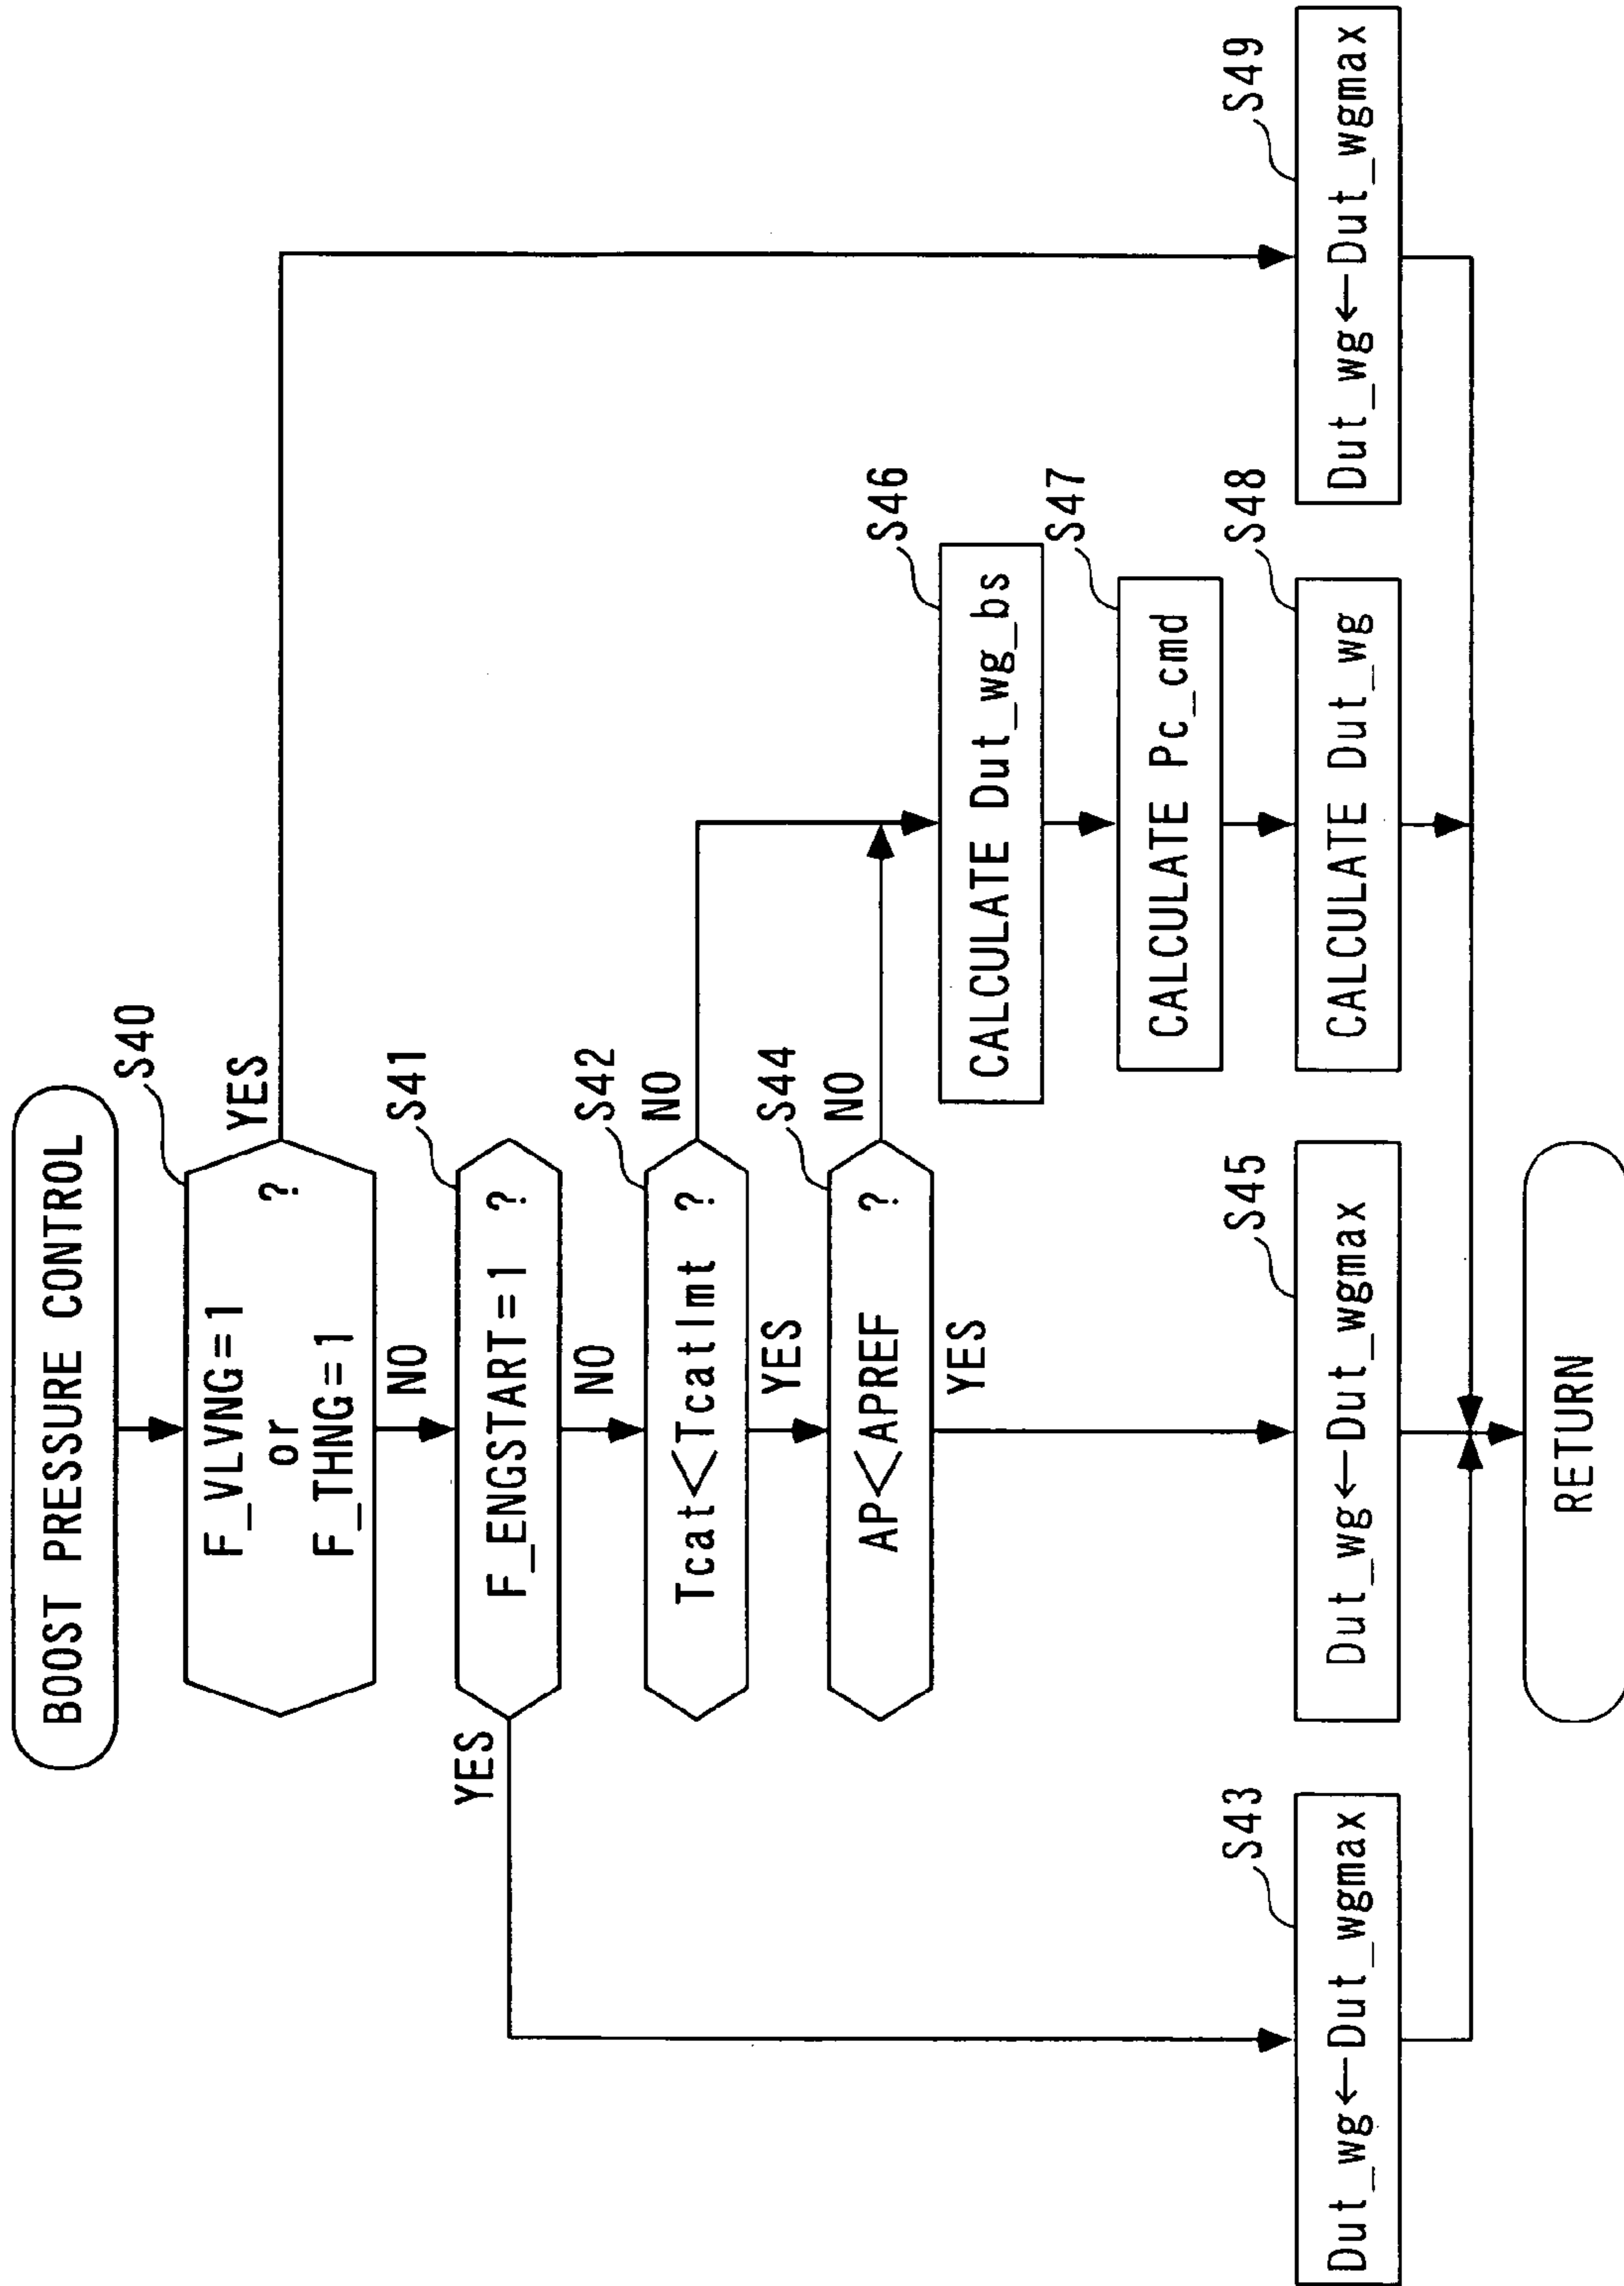 BOOST PRESSURE CONTROL
S40
F_VLVNG=1
or
F_THNG=1
?
YES
NO
S41
F_ENGSTART=1 ?
YES
NO
S42
Tcat<Tcatlmt ?
NO
YES
S44
AP<APREF ?
NO
YES
S46
CALCULATE Dut_wg_bs
S47
CALCULATE Pc_cmd
S43
Dut_wg←Dut_wgmax
S45
Dut_wg←Dut_wgmax
S48
CALCULATE Dut_wg
S49
Dut_wg←Dut_wgmax
RETURN